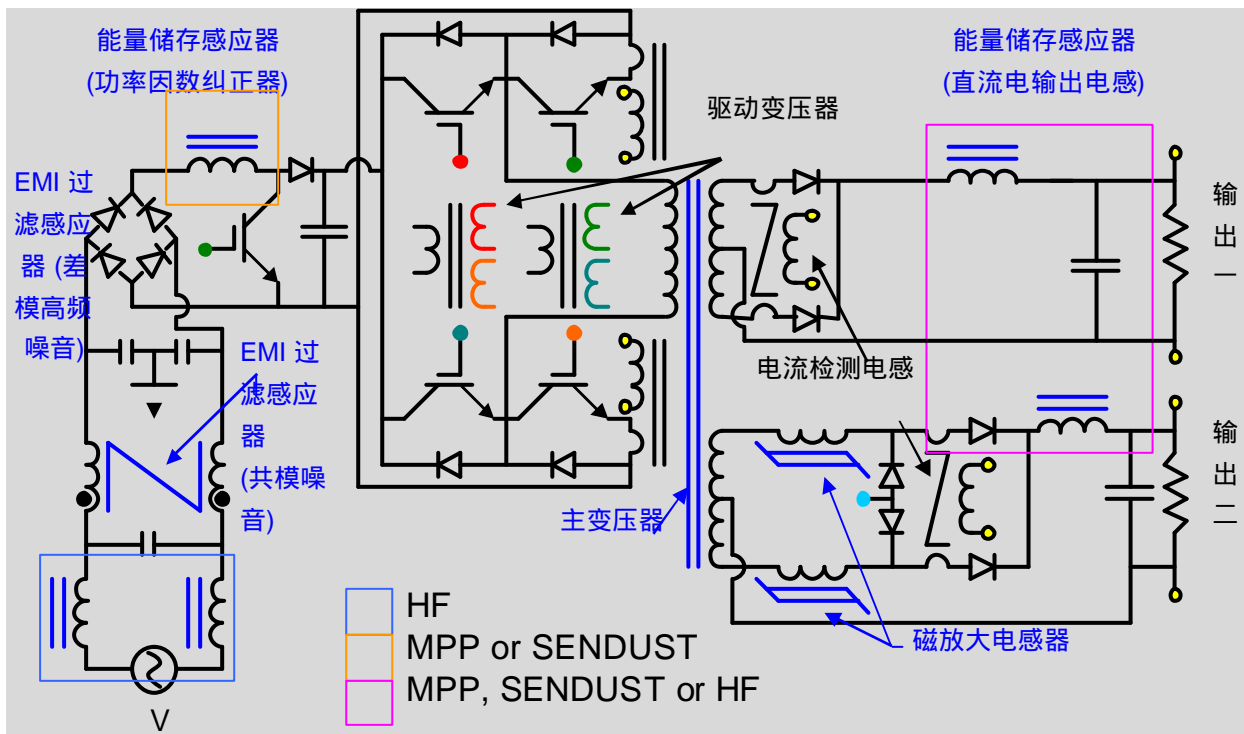 能量储存感应器
(功率因数纠正器)
能量储存感应器
(直流电输出电感)
驱动变压器
EMI 过
滤感应
器 (差
模高频
噪音)
EMI 过
滤感应
器
(共模噪
音)
电流检测电感
主变压器
磁放大电感器
输
出
一
输
出
二
HF
MPP or SENDUST
MPP, SENDUST or HF
V